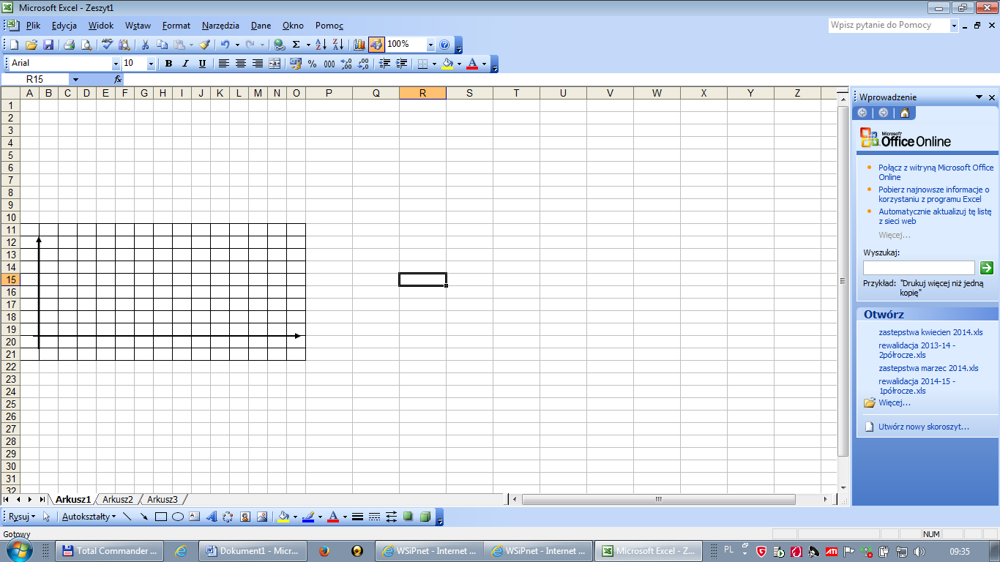 Microsoft Excel - Zeszyt1
Plik Edycja Widok Wstaw Format Narzędzia Dane Okno Pomoc
Wpisz pytanie do Pomocy
100%
Arial 10 B I U % 000
R15 fx
A B C D E F G H I J K L M N O P Q R S T U V W X Y Z
1
2
3
4
5
6
7
8
9
10
11
12
13
14
15
16
17
18
19
20
21
22
23
24
25
26
27
28
29
30
31
32
Wprowadzenie
Microsoft
Office Online
Połącz z witryną Microsoft Office
Online
Pobierz najnowsze informacje o
korzystaniu z programu Excel
Automatycznie aktualizuj tę listę
z sieci web
Więcej...
Wyszukaj:
Przykład: "Drukuj więcej niż jedną
kopię"
Otwórz
zastepstwa kwiecien 2014.xls
rewalidacja 2013-14 -
2półrocze.xls
zastepstwa marzec 2014.xls
rewalidacja 2014-15 -
1półrocze.xls
Więcej...
Utwórz nowy skoroszyt...
Arkusz1 Arkusz2 Arkusz3
Rysuj Autokształty
Gotowy
NUM
Total Commander ... Dokument1 - Micr... WSiPnet - Internet ... WSiPnet - Internet ... Microsoft Excel - Z... PL ATI 09:35